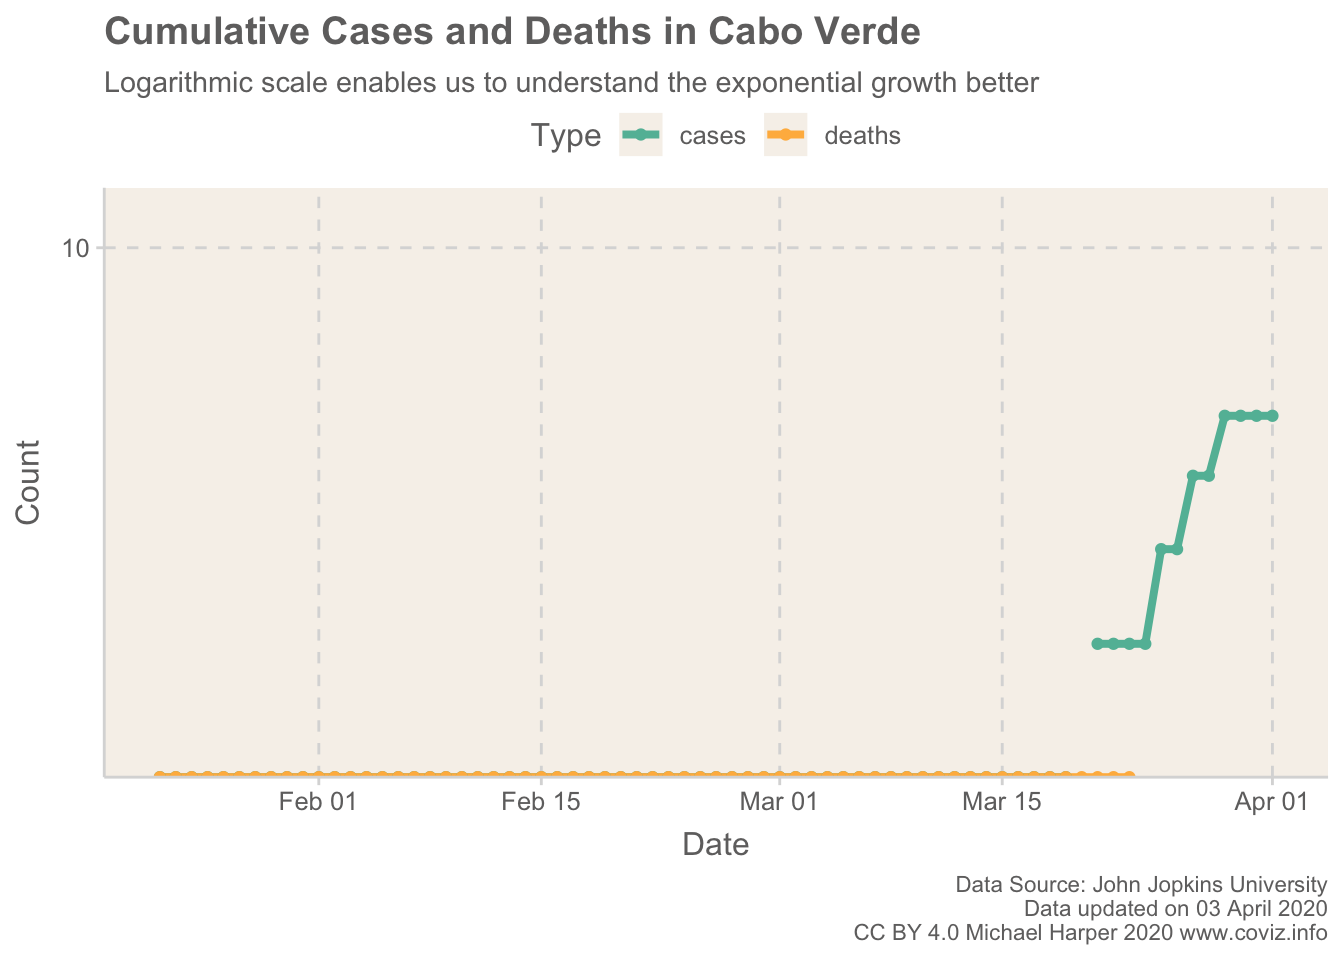 Cumulative Cases and Deaths in Cabo Verde
Logarithmic scale enables us to understand the exponential growth better
Type cases deaths
10
Count
Feb 01 Feb 15 Mar 01 Mar 15 Apr 01
Date
Data Source: John Jopkins University
Data updated on 03 April 2020
CC BY 4.0 Michael Harper 2020 www.coviz.info